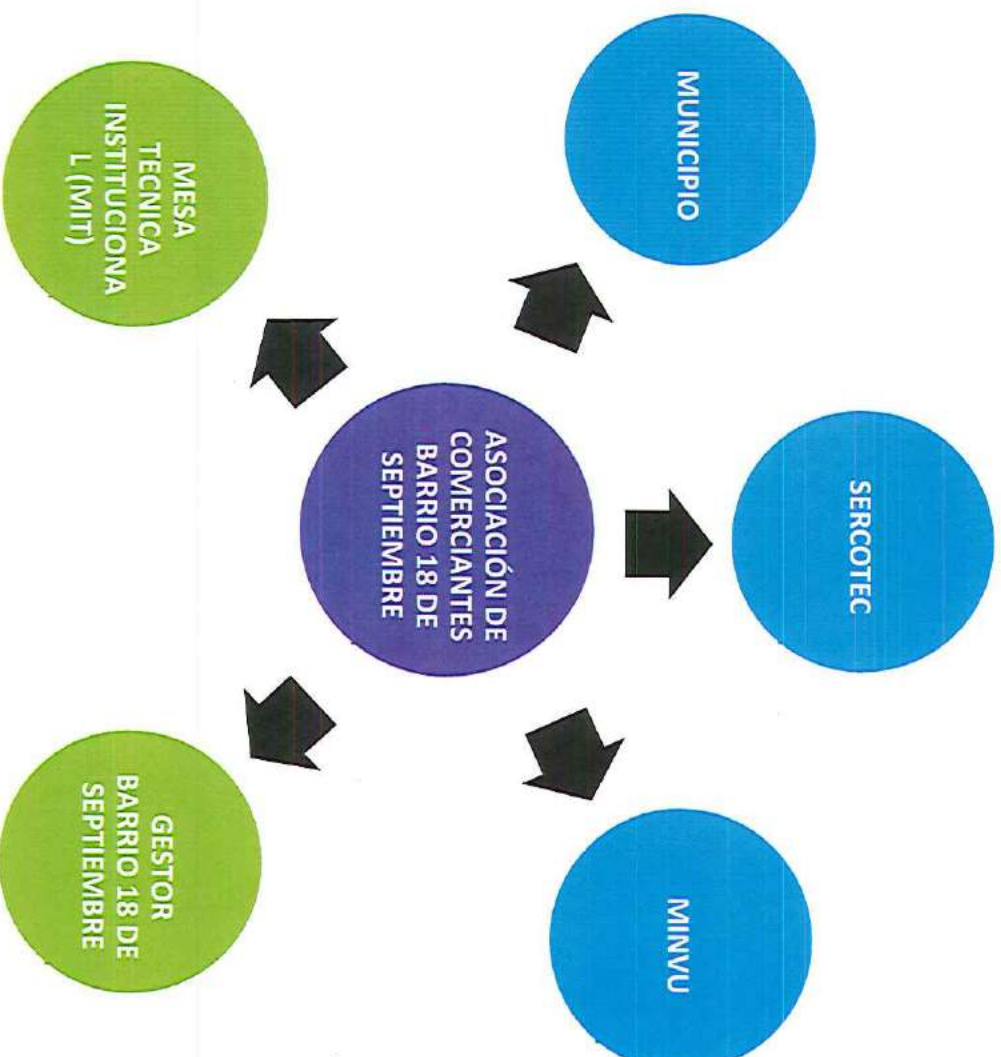 SERCOTEC
MUNICIPIO
MINVU
ASOCIACIÓN DE
COMERCIANTES
BARRIO 18 DE
SEPTIEMBRE
MESA
TECNICA
INSTITUCIONA
L (MIT)
GESTOR
BARRIO 18 DE
SEPTIEMBRE